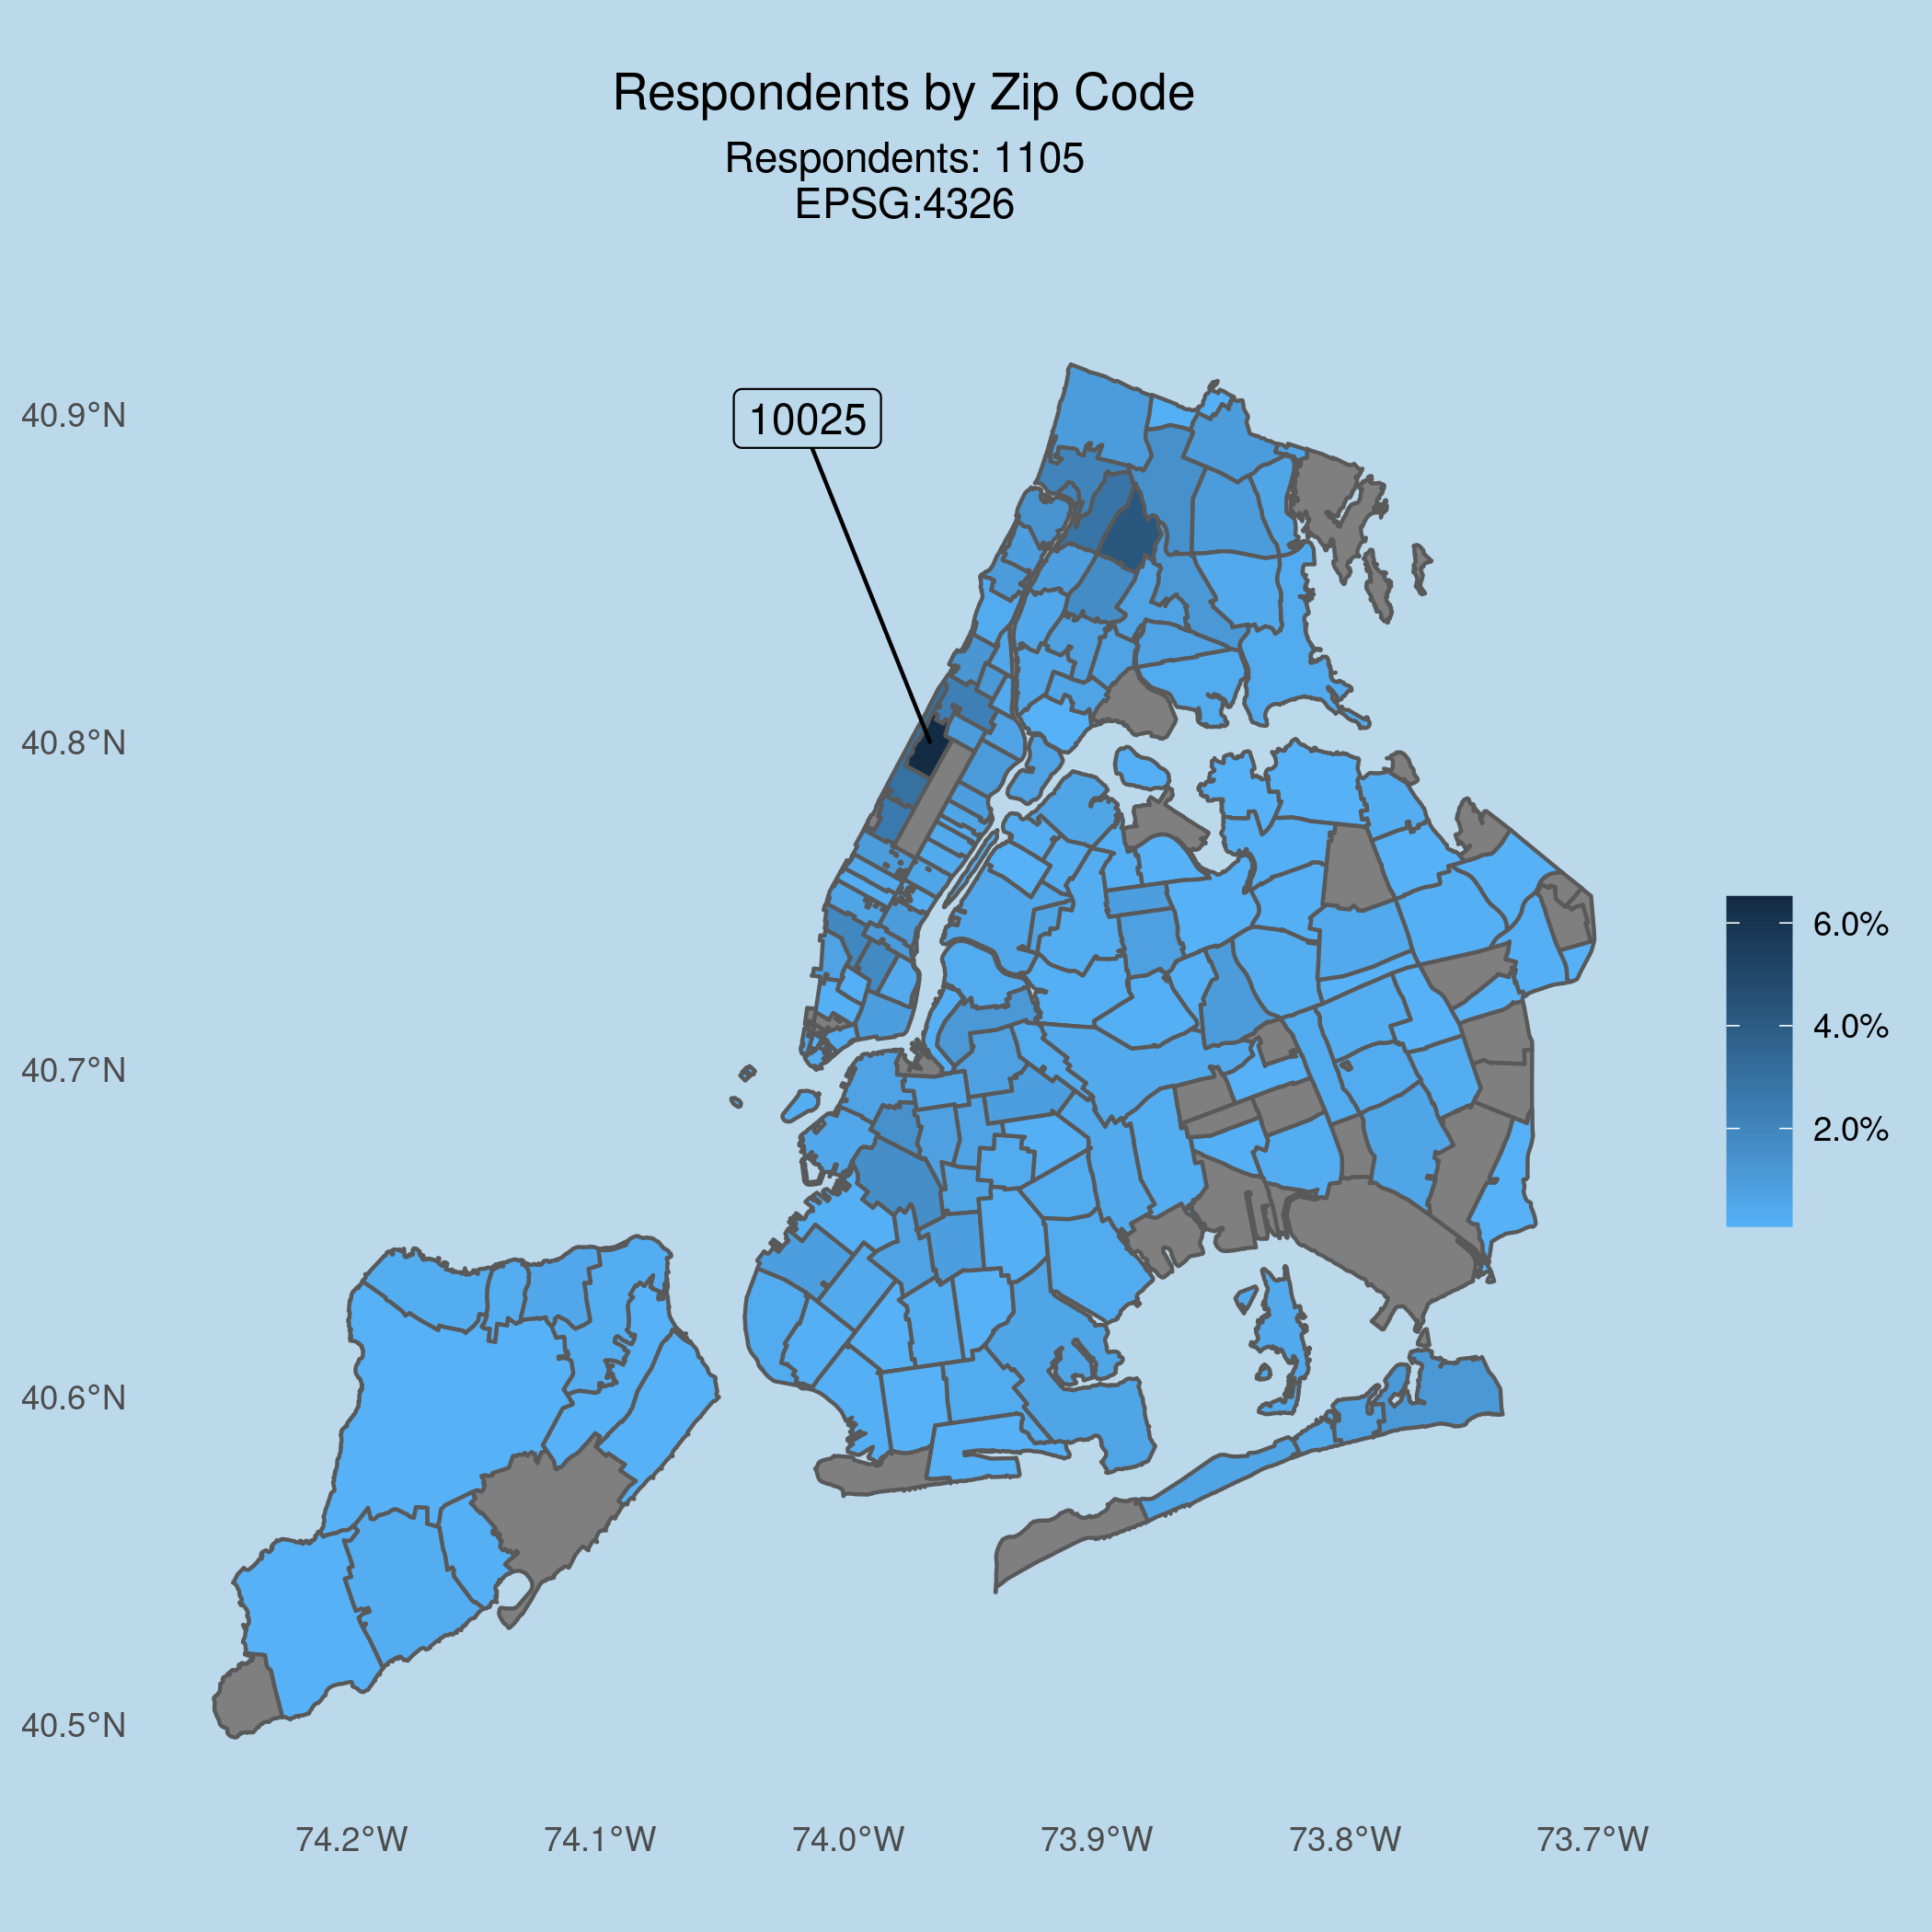 Respondents by Zip Code
Respondents: 1105
EPSG:4326
40.9°N
10025
40.8°N
40.7°N
40.6°N
40.5°N
6.0%
4.0%
2.0%
74.2°W 74.1°W 74.0°W 73.9°W 73.8°W 73.7°W